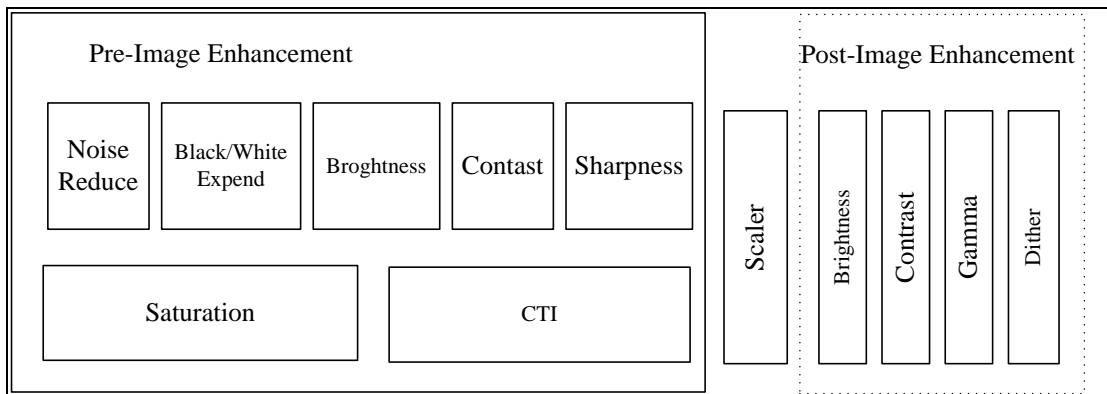 Pre-Image Enhancement
Noise
Reduce
Black/White
Expend
Broghtness
Contast
Sharpness
Saturation
CTI
Scaler
Post-Image Enhancement
Brightness
Contrast
Gamma
Dither